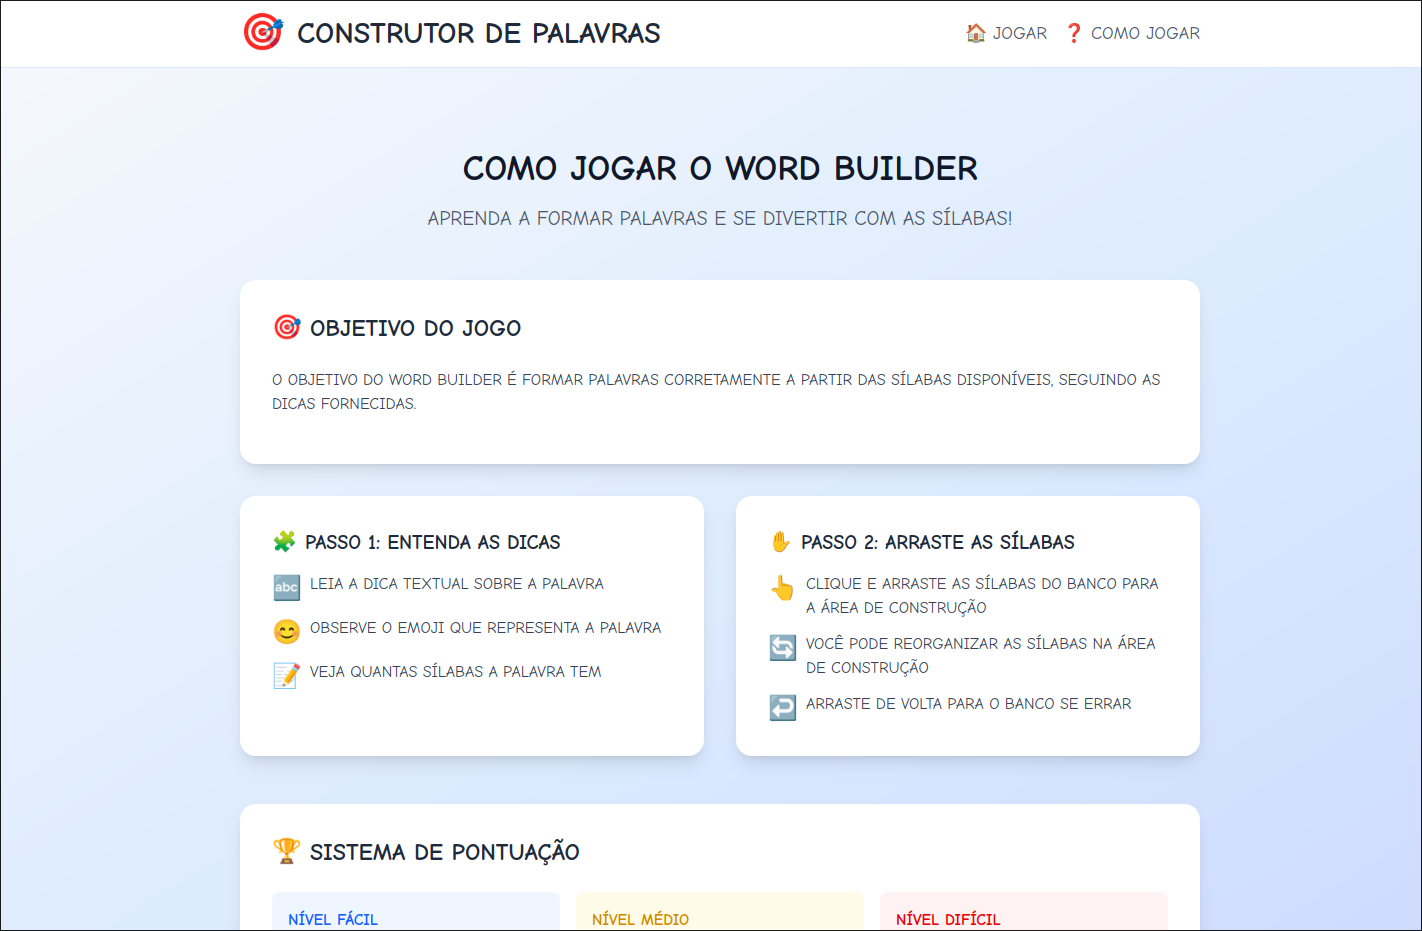 CONSTRUTOR DE PALAVRAS
JOGAR
COMO JOGAR
COMO JOGAR O WORD BUILDER
APRENDA A FORMAR PALAVRAS E SE DIVERTIR COM AS SÍLABAS!
OBJETIVO DO JOGO
O OBJETIVO DO WORD BUILDER É FORMAR PALAVRAS CORRETAMENTE A PARTIR DAS SÍLABAS DISPONÍVEIS, SEGUINDO AS
DICAS FORNECIDAS.
PASSO 1: ENTENDA AS DICAS
abc LEIA A DICA TEXTUAL SOBRE A PALAVRA
OBSERVE O EMOJI QUE REPRESENTA A PALAVRA
VEJA QUANTAS SÍLABAS A PALAVRA TEM
PASSO 2: ARRASTE AS SÍLABAS
CLIQUE E ARRASTE AS SÍLABAS DO BANCO PARA
A ÁREA DE CONSTRUÇÃO
VOCÊ PODE REORGANIZAR AS SÍLABAS NA ÁREA
DE CONSTRUÇÃO
ARRASTE DE VOLTA PARA O BANCO SE ERRAR
SISTEMA DE PONTUAÇÃO
NÍVEL FÁCIL
NÍVEL MÉDIO
NÍVEL DIFÍCIL